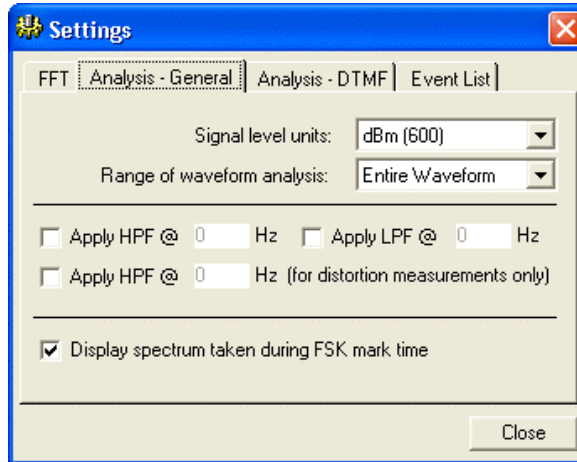 Settings
FFT Analysis - General Analysis - DTMF Event List
Signal level units: dBm (600)
Range of waveform analysis: Entire Waveform
Apply HPF @ 0 Hz Apply LPF @ 0 Hz
Apply HPF @ 0 Hz (for distortion measurements only)
Display spectrum taken during FSK mark time
Close